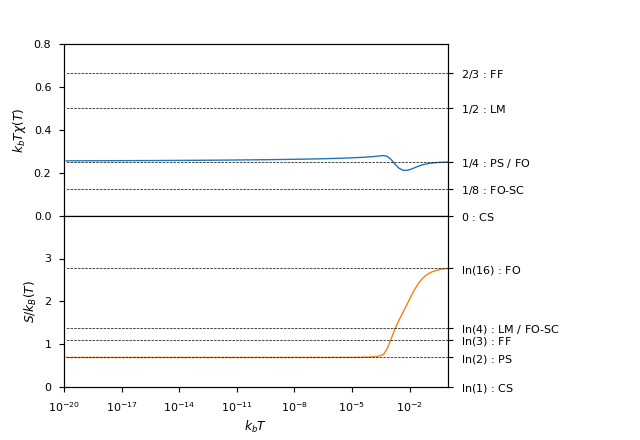 0.8
0.6
0.4
0.2
0.0
$k_bT\chi(T)$
2/3 : FF
1/2 : LM
1/4 : PS / FO
1/8 : FO-SC
0 : CS
3
2
1
0
$S/k_B(T)$
ln(16) : FO
ln(4) : LM / FO-SC
ln(3) : FF
ln(2) : PS
ln(1) : CS
$10^{-20}$ $10^{-17}$ $10^{-14}$ $10^{-11}$ $10^{-8}$ $10^{-5}$ $10^{-2}$
$k_bT$